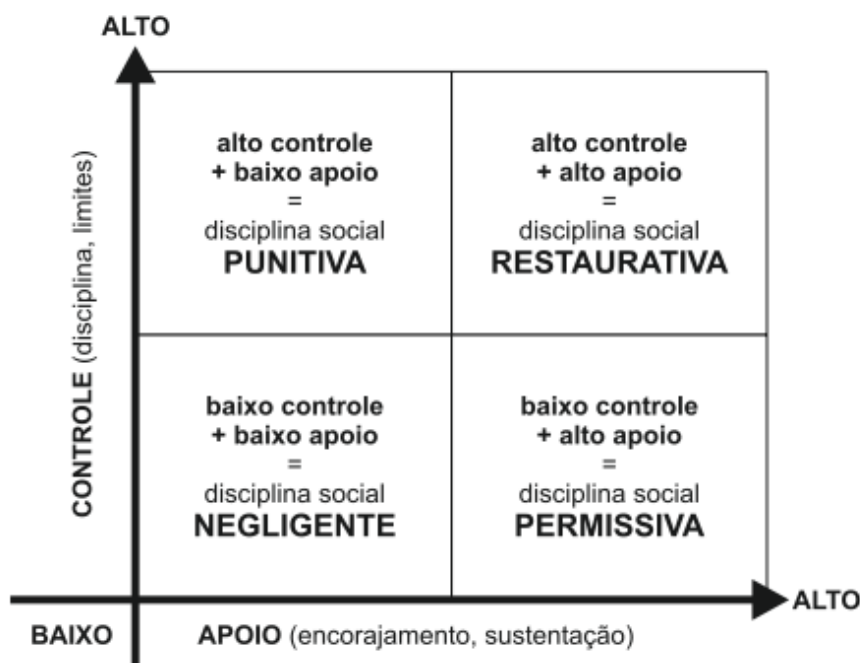 ALTO
CONTROLE (disciplina, limites)
alto controle
+ baixo apoio
=
disciplina social
PUNITIVA
alto controle
+ alto apoio
=
disciplina social
RESTAURATIVA
baixo controle
+ baixo apoio
=
disciplina social
NEGLIGENTE
baixo controle
+ alto apoio
=
disciplina social
PERMISSIVA
ALTO
BAIXO
APOIO (encorajamento, sustentação)